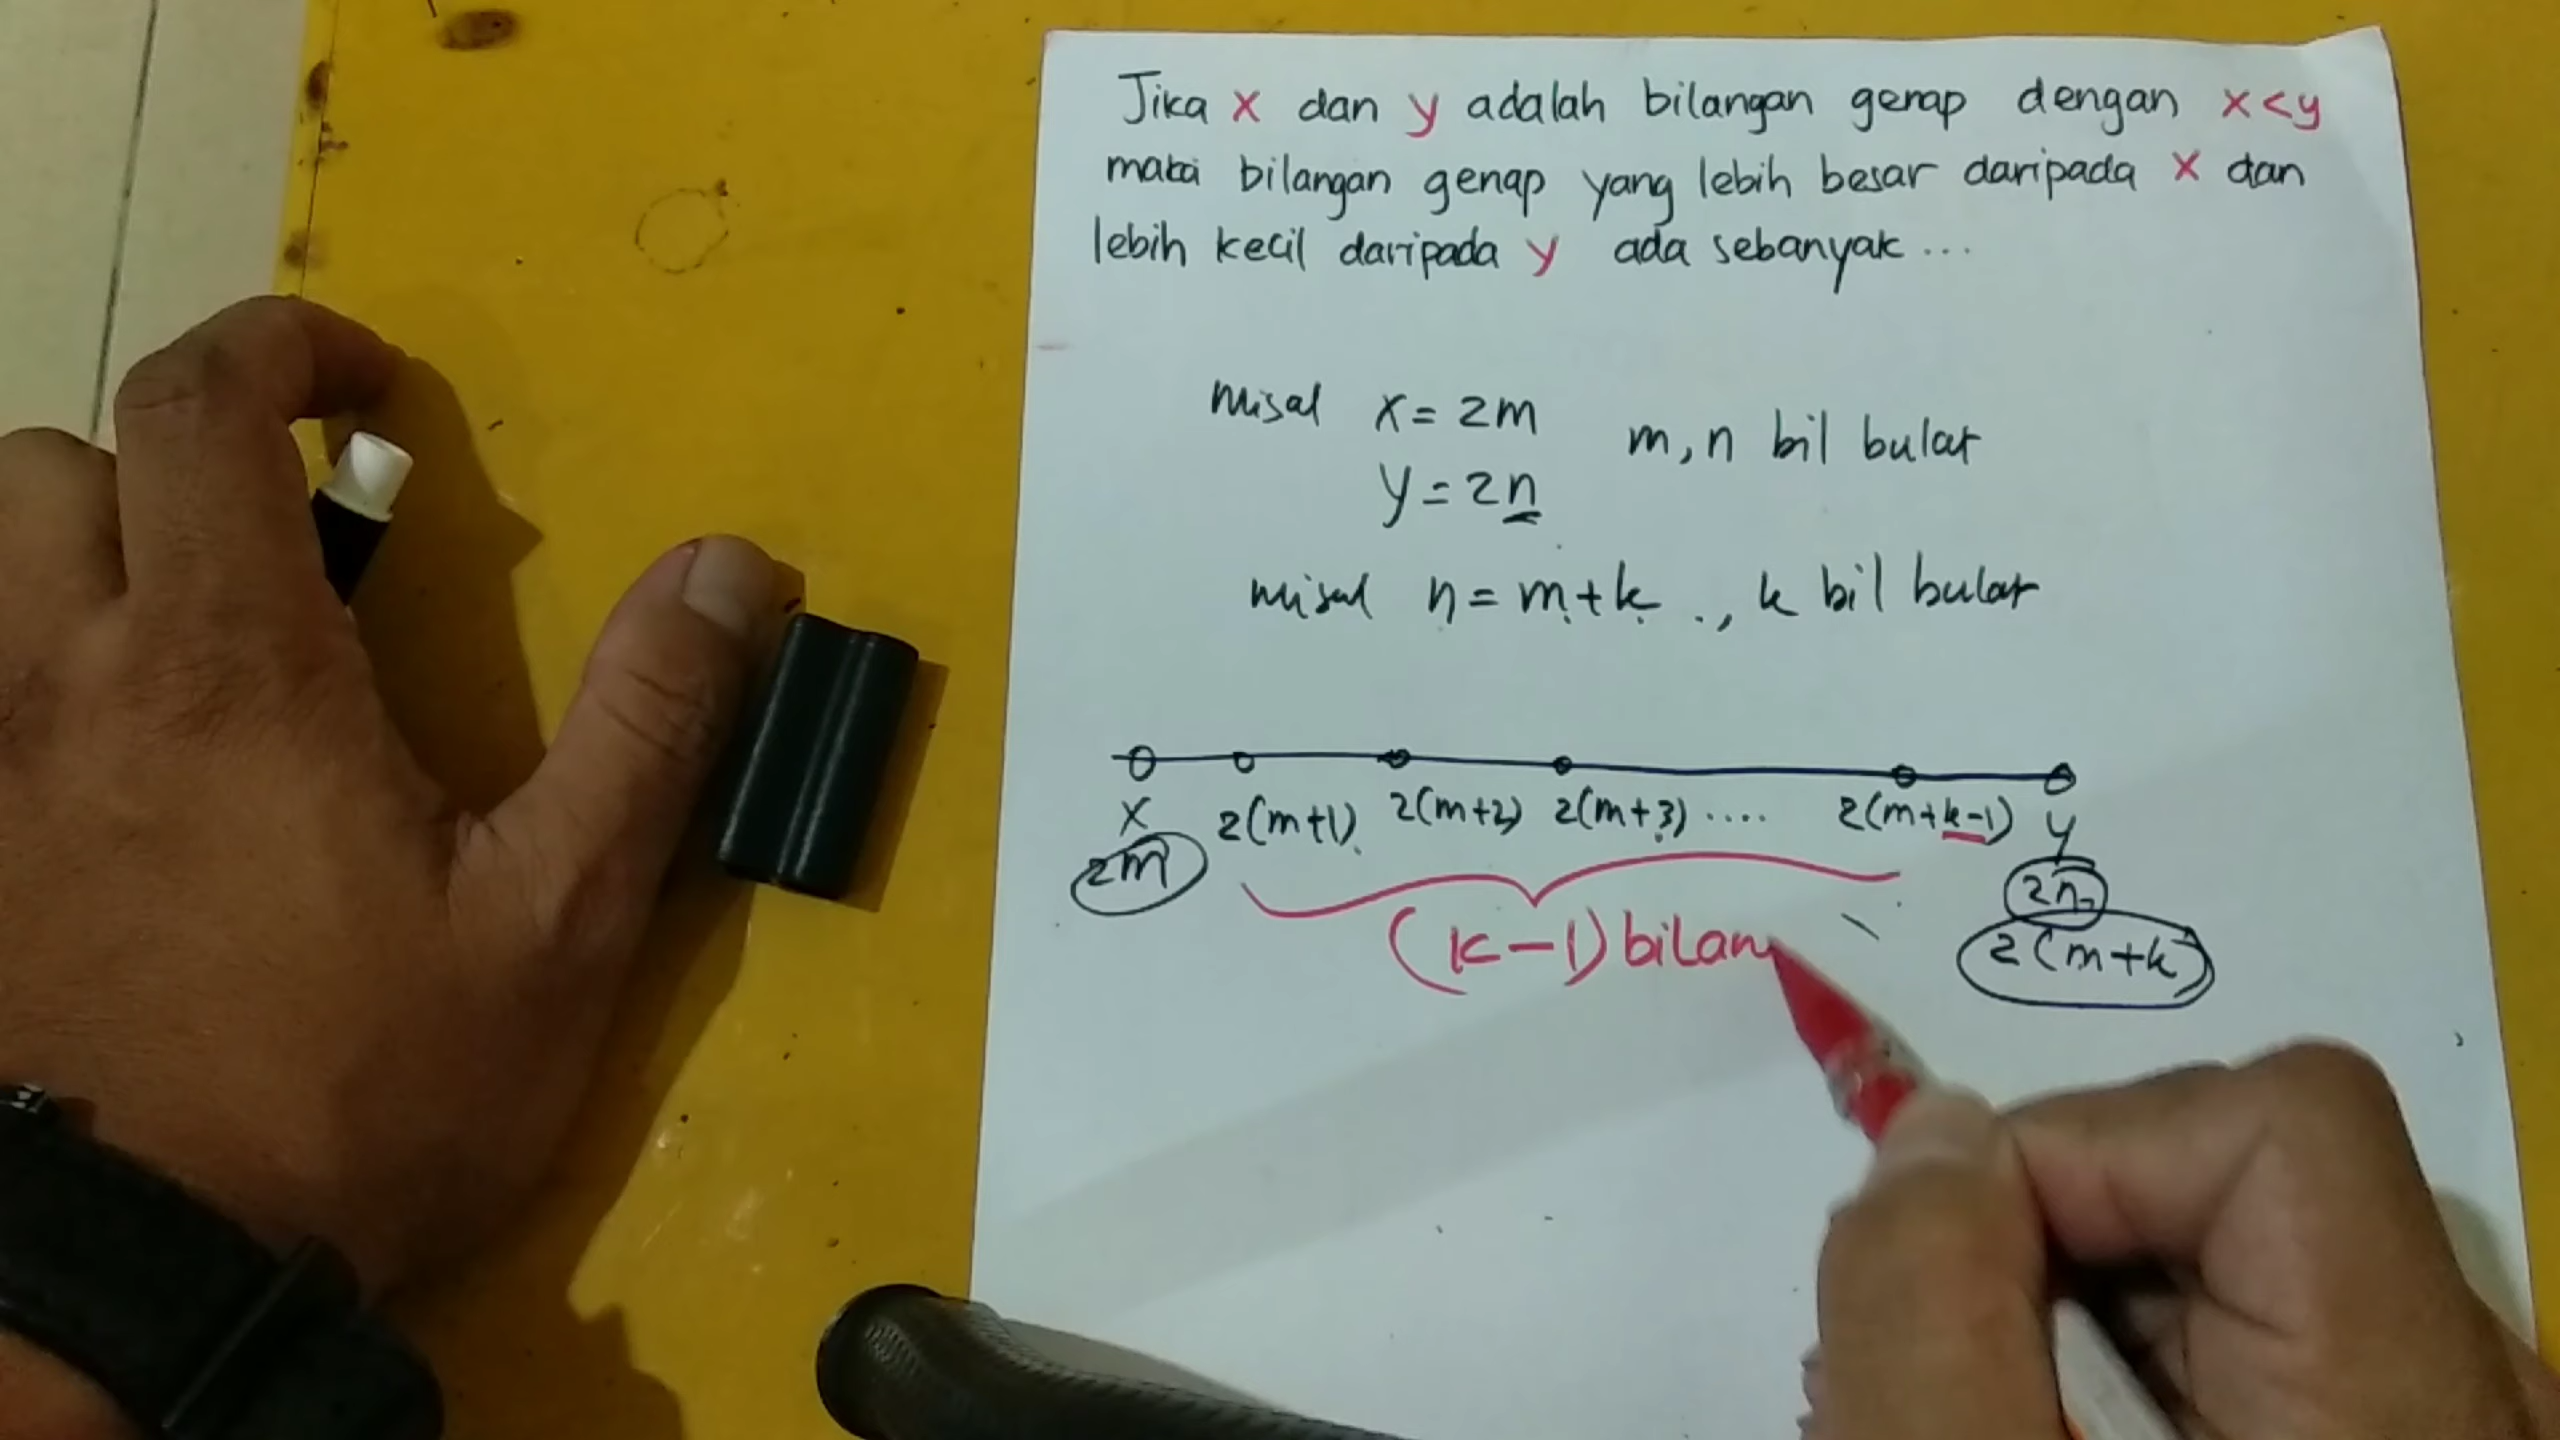 Jika x dan y adalah bilangan genap dengan x<y
maka bilangan genap yang lebih besar daripada x dan
lebih kecil daripada y ada sebanyak ...
misal x = 2m
m, n bil bulat
y = 2n
misal n = m+k , k bil bulat
x 2(m+1) 2(m+2) 2(m+3) .... 2(m+k-1) y
2m 2n
(k-1) bilan 2(m+k)